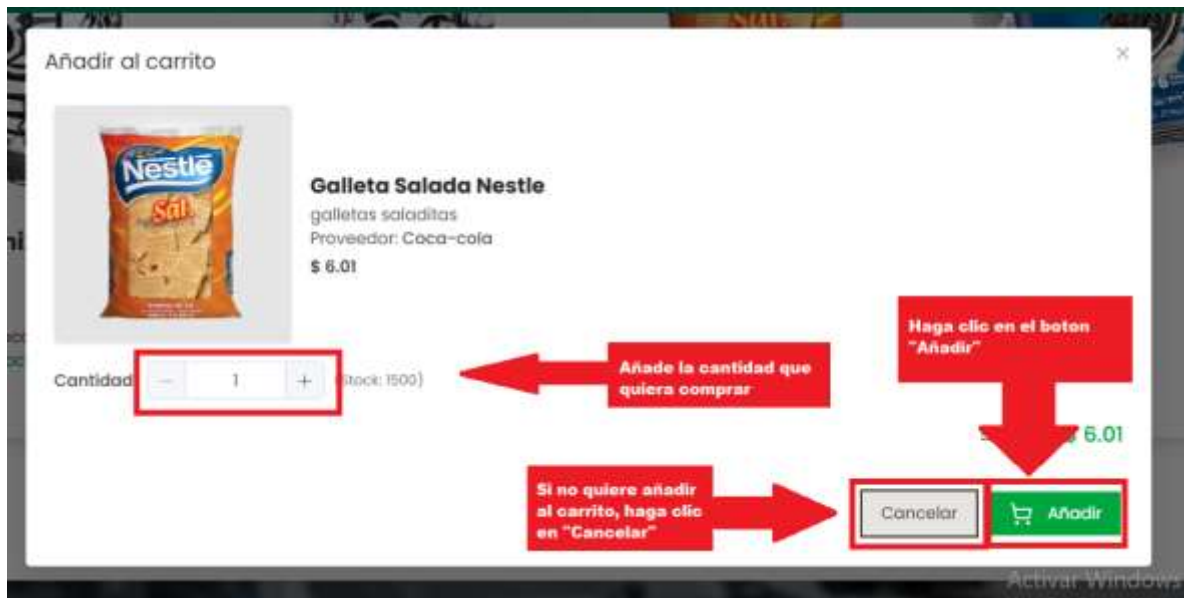 Añadir al carrito
×
Nestlé
Sal
Galleta Salada Nestle
galletas saladitas
Proveedor: Coca-cola
$ 6.01
Haga clic en el boton
"Añadir"
Cantidad
− 1 + (Stock: 1500)
Añade la cantidad que
quiera comprar
$ 6.01
Si no quiere añadir
al carrito, haga clic
en "Cancelar"
Cancelar
Añadir
Activar Windows